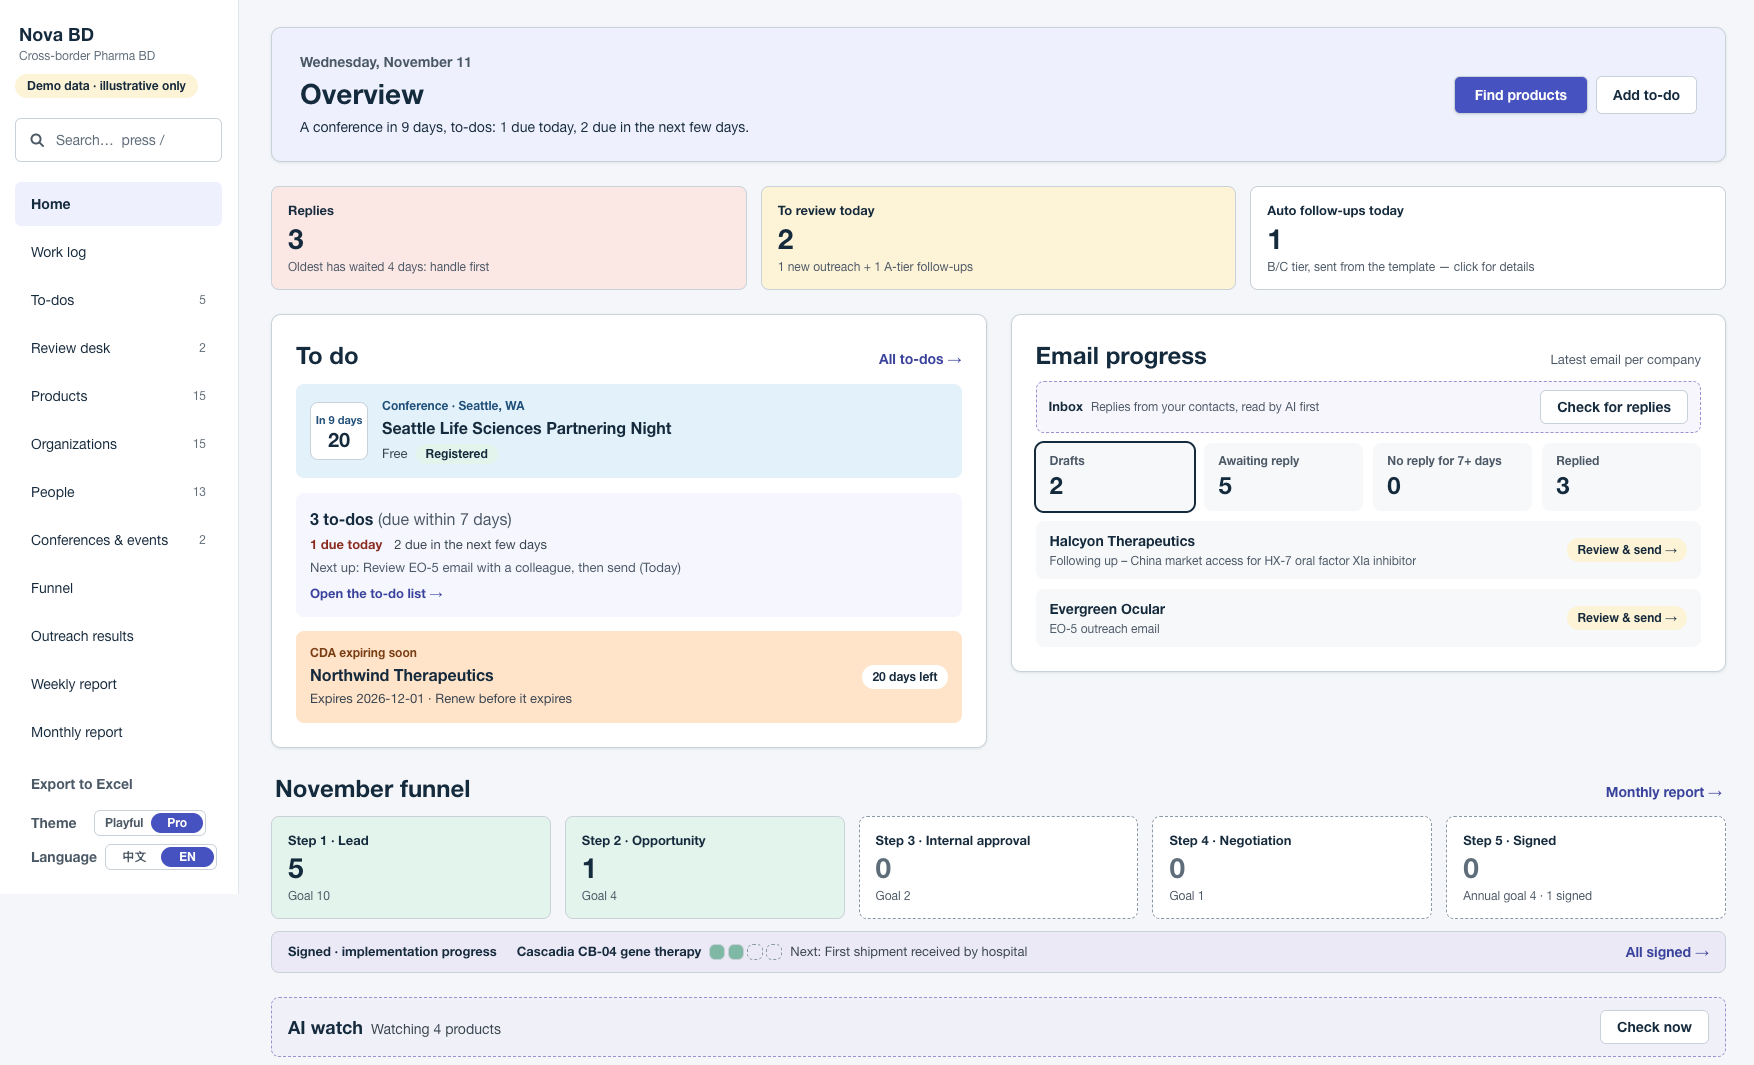 Nova BD
Cross-border Pharma BD
Demo data · illustrative only
Search… press /
Home
Work log
To-dos 5
Review desk 2
Products 15
Organizations 15
People 13
Conferences & events 2
Funnel
Outreach results
Weekly report
Monthly report
Export to Excel
Theme Playful Pro
Language 中文 EN
Wednesday, November 11
Overview
A conference in 9 days, to-dos: 1 due today, 2 due in the next few days.
Find products
Add to-do
Replies
3
Oldest has waited 4 days: handle first
To review today
2
1 new outreach + 1 A-tier follow-ups
Auto follow-ups today
1
B/C tier, sent from the template — click for details
To do
All to-dos →
In 9 days
20
Conference · Seattle, WA
Seattle Life Sciences Partnering Night
Free Registered
3 to-dos (due within 7 days)
1 due today 2 due in the next few days
Next up: Review EO-5 email with a colleague, then send (Today)
Open the to-do list →
CDA expiring soon
Northwind Therapeutics
Expires 2026-12-01 · Renew before it expires
20 days left
Email progress
Latest email per company
Inbox Replies from your contacts, read by AI first
Check for replies
Drafts
2
Awaiting reply
5
No reply for 7+ days
0
Replied
3
Halcyon Therapeutics
Following up – China market access for HX-7 oral factor XIa inhibitor
Review & send →
Evergreen Ocular
EO-5 outreach email
Review & send →
November funnel
Monthly report →
Step 1 · Lead
5
Goal 10
Step 2 · Opportunity
1
Goal 4
Step 3 · Internal approval
0
Goal 2
Step 4 · Negotiation
0
Goal 1
Step 5 · Signed
0
Annual goal 4 · 1 signed
Signed · implementation progress Cascadia CB-04 gene therapy Next: First shipment received by hospital
All signed →
AI watch Watching 4 products
Check now